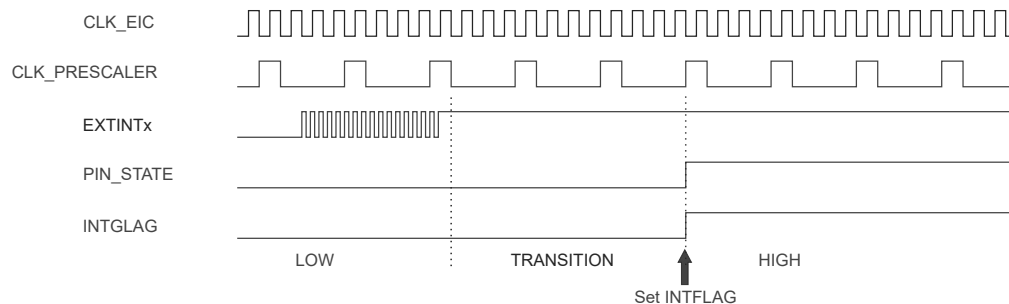 CLK_EIC
CLK_PRESCALER
EXTINTx
PIN_STATE
INTGLAG
LOW TRANSITION HIGH
Set INTFLAG